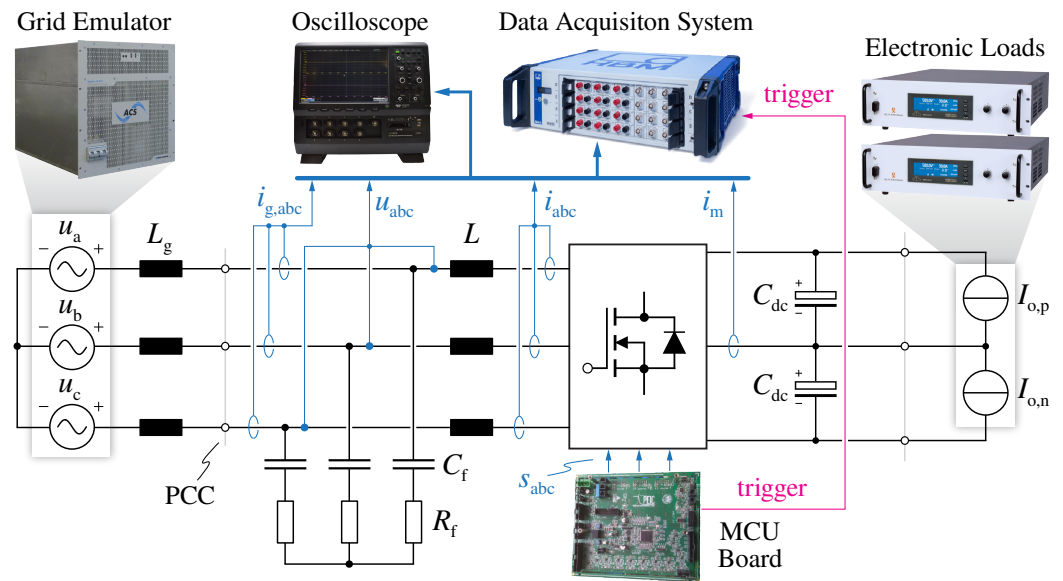 Grid Emulator
Oscilloscope
Data Acquisiton System
Electronic Loads
ACS
HBM
trigger
i_g,abc
u_abc
i_abc
i_m
u_a
L_g
L
− +
u_b
− +
u_c
− +
C_dc
+
−
C_dc
+
−
I_o,p
I_o,n
PCC
C_f
R_f
s_abc
trigger
MCU
Board